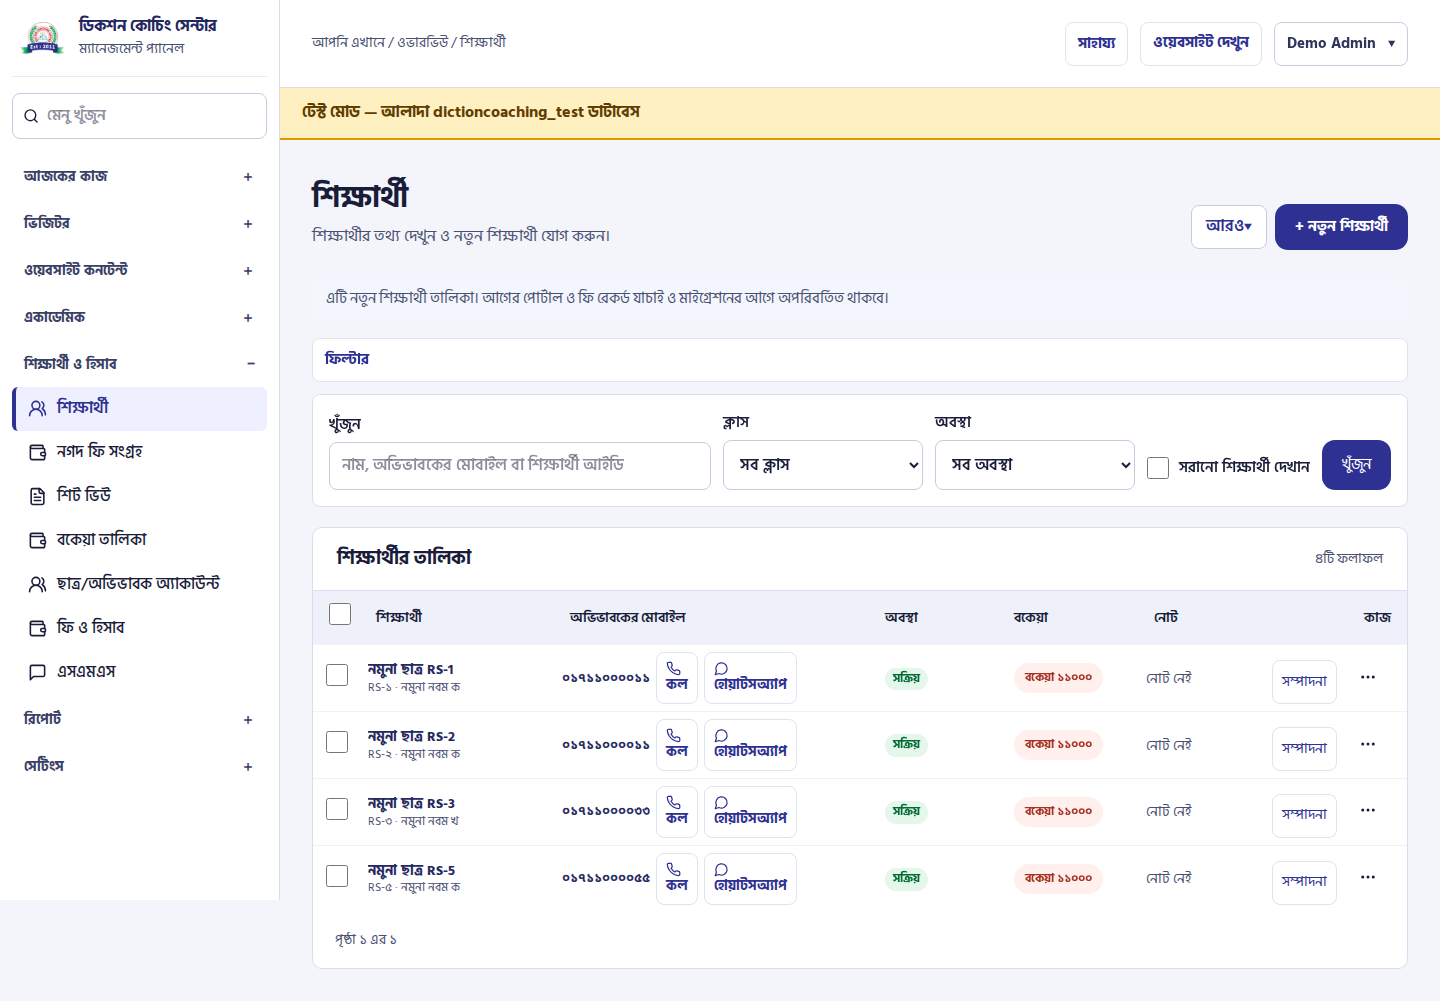 ডিকশন কোচিং সেন্টার
ম্যানেজমেন্ট প্যানেল
Est : 2011
মেনু খুঁজুন
আজকের কাজ +
ভিজিটর +
ওয়েবসাইট কনটেন্ট +
একাডেমিক +
শিক্ষার্থী ও হিসাব −
শিক্ষার্থী
নগদ ফি সংগ্রহ
শিট ভিউ
বকেয়া তালিকা
ছাত্র/অভিভাবক অ্যাকাউন্ট
ফি ও হিসাব
এসএমএস
রিপোর্ট +
সেটিংস +
আপনি এখানে / ওভারভিউ / শিক্ষার্থী
সাহায্য
ওয়েবসাইট দেখুন
Demo Admin ▾
টেস্ট মোড — আলাদা dictioncoaching_test ডাটাবেস
শিক্ষার্থী
শিক্ষার্থীর তথ্য দেখুন ও নতুন শিক্ষার্থী যোগ করুন।
আরও▾
+ নতুন শিক্ষার্থী
এটি নতুন শিক্ষার্থী তালিকা। আগের পোর্টাল ও ফি রেকর্ড যাচাই ও মাইগ্রেশনের আগে অপরিবর্তিত থাকবে।
ফিল্টার
খুঁজুন ক্লাস অবস্থা
নাম, অভিভাবকের মোবাইল বা শিক্ষার্থী আইডি সব ক্লাস সব অবস্থা সরানো শিক্ষার্থী দেখান খুঁজুন
শিক্ষার্থীর তালিকা ৪টি ফলাফল
শিক্ষার্থী অভিভাবকের মোবাইল অবস্থা বকেয়া নোট কাজ
নমুনা ছাত্র RS-1
RS-১ · নমুনা নবম ক
০১৭১১০০০০১১ কল হোয়াটসঅ্যাপ সক্রিয় বকেয়া ১১০০০ নোট নেই সম্পাদনা ···
নমুনা ছাত্র RS-2
RS-২ · নমুনা নবম ক
০১৭১১০০০০১১ কল হোয়াটসঅ্যাপ সক্রিয় বকেয়া ১১০০০ নোট নেই সম্পাদনা ···
নমুনা ছাত্র RS-3
RS-৩ · নমুনা নবম খ
০১৭১১০০০০৩৩ কল হোয়াটসঅ্যাপ সক্রিয় বকেয়া ১১০০০ নোট নেই সম্পাদনা ···
নমুনা ছাত্র RS-5
RS-৫ · নমুনা নবম ক
০১৭১১০০০০৫৫ কল হোয়াটসঅ্যাপ সক্রিয় বকেয়া ১১০০০ নোট নেই সম্পাদনা ···
পৃষ্ঠা ১ এর ১